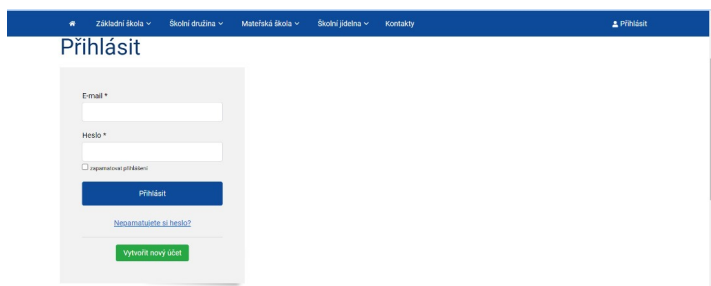 Základní škola Školní družina Mateřská škola Školní jídelna Kontakty Přihlásit
Přihlásit
E-mail *
Heslo *
zapamatovat přihlášení
Přihlásit
Nepamatujete si heslo?
Vytvořit nový účet